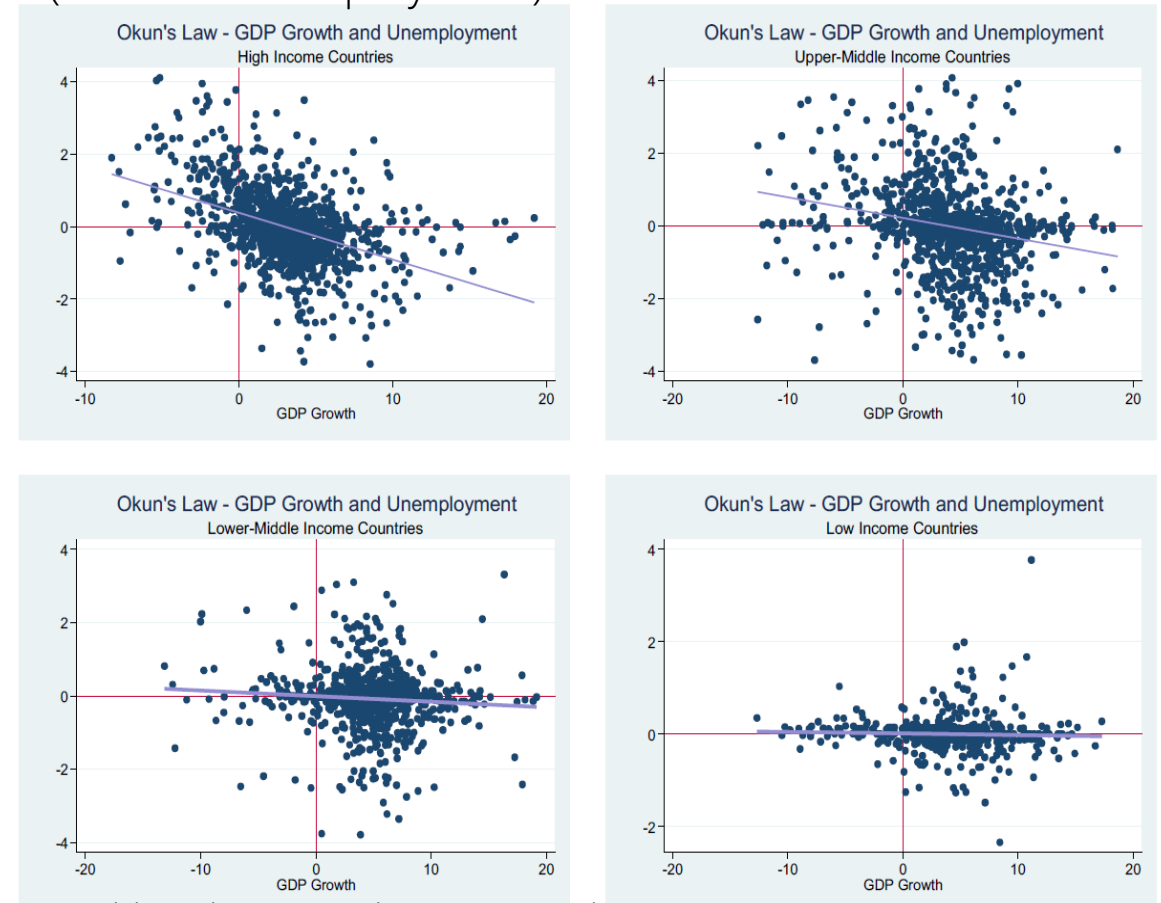 Okun's Law - GDP Growth and Unemployment
High Income Countries
4
2
0
-2
-4
-10 0 10 20
GDP Growth
Okun's Law - GDP Growth and Unemployment
Upper-Middle Income Countries
4
2
0
-2
-4
-20 -10 0 10 20
GDP Growth
Okun's Law - GDP Growth and Unemployment
Lower-Middle Income Countries
4
2
0
-2
-4
-20 -10 0 10 20
GDP Growth
Okun's Law - GDP Growth and Unemployment
Low Income Countries
4
2
0
-2
-20 -10 0 10 20
GDP Growth